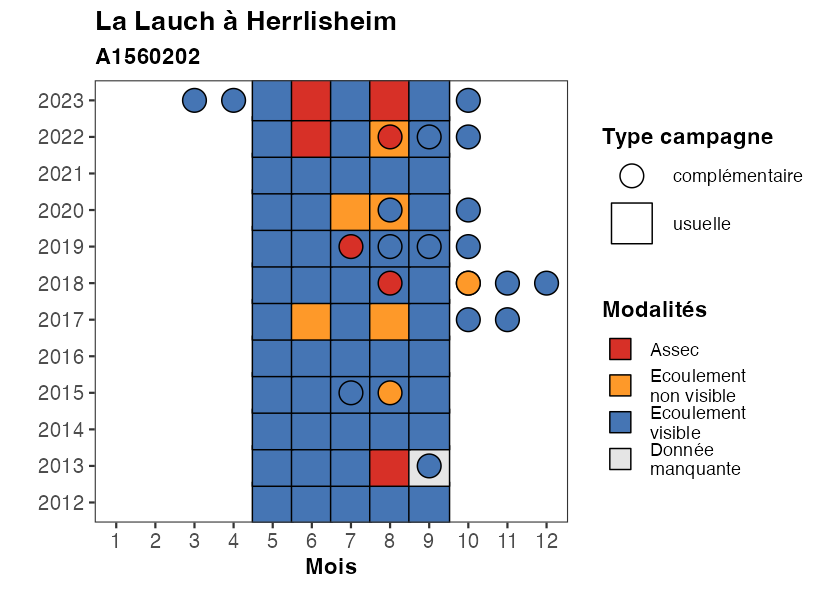 La Lauch à Herrlisheim
A1560202
2023
2022
2021
2020
2019
2018
2017
2016
2015
2014
2013
2012
1 2 3 4 5 6 7 8 9 10 11 12
Mois
Type campagne
complémentaire
usuelle
Modalités
Assec
Ecoulement
non visible
Ecoulement
visible
Donnée
manquante